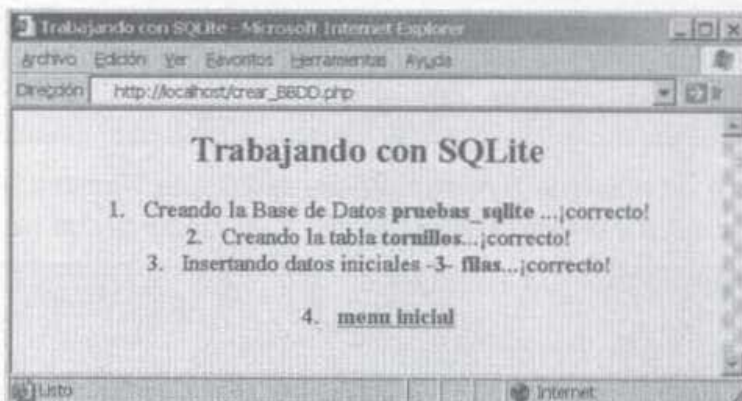 Trabajando con SQLite - Microsoft Internet Explorer
Archivo Edición Ver Favoritos Herramientas Ayuda
Dirección http://localhost/crear_BBDD.php Ir
Trabajando con SQLite
1. Creando la Base de Datos pruebas_sqlite ...¡correcto!
2. Creando la tabla tornillos...¡correcto!
3. Insertando datos iniciales -3- filas...¡correcto!
4. menu inicial
Listo Internet